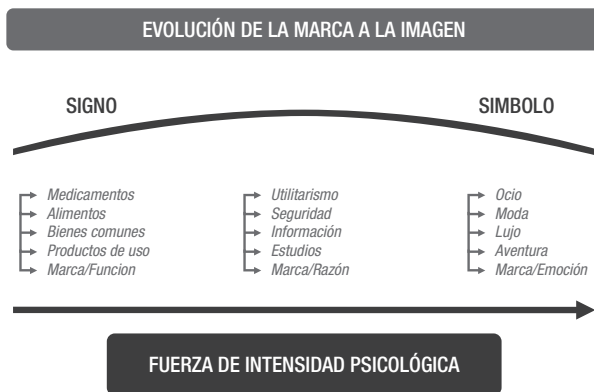 EVOLUCIÓN DE LA MARCA A LA IMAGEN
SIGNO
SIMBOLO
Medicamentos
Alimentos
Bienes comunes
Productos de uso
Marca/Funcion
Utilitarismo
Seguridad
Información
Estudios
Marca/Razón
Ocio
Moda
Lujo
Aventura
Marca/Emoción
FUERZA DE INTENSIDAD PSICOLÓGICA